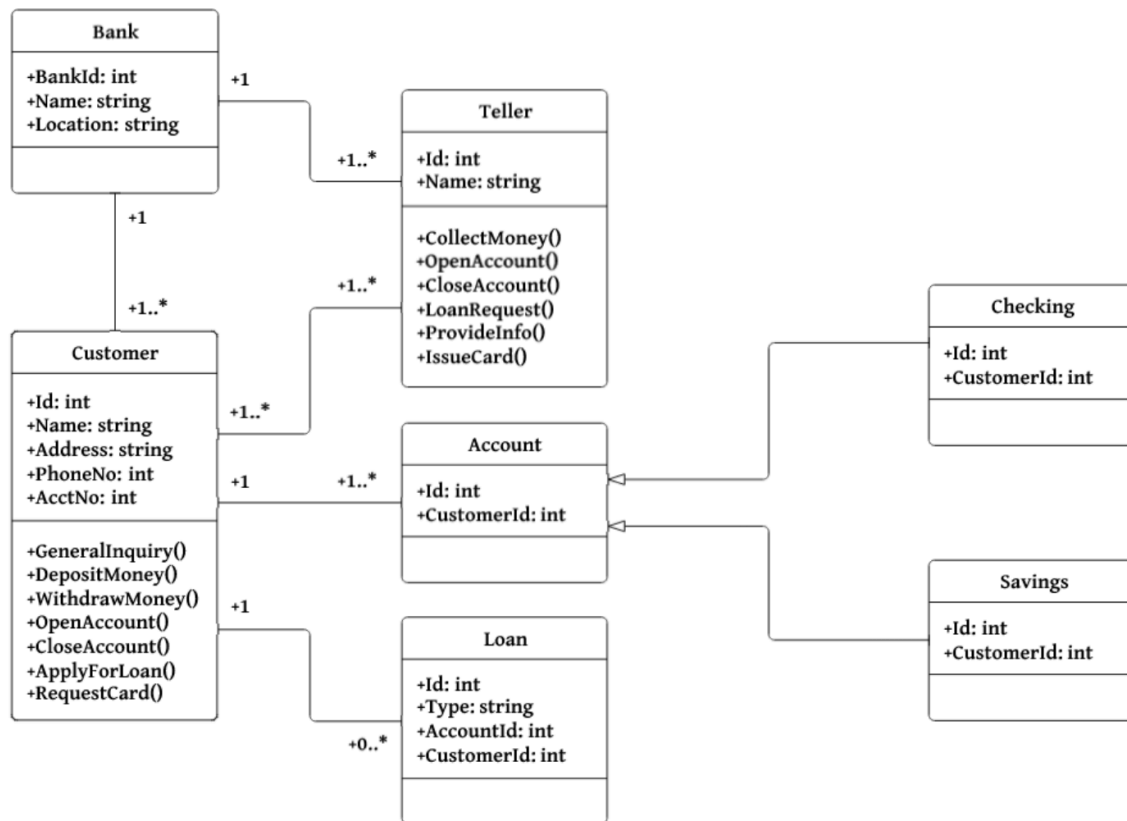 Bank
+BankId: int
+Name: string
+Location: string
+1
+1..*
+1
+1..*
Teller
+Id: int
+Name: string
+CollectMoney()
+OpenAccount()
+CloseAccount()
+LoanRequest()
+ProvideInfo()
+IssueCard()
+1..*
+1..*
Customer
+Id: int
+Name: string
+Address: string
+PhoneNo: int
+AcctNo: int
+GeneralInquiry()
+DepositMoney()
+WithdrawMoney()
+OpenAccount()
+CloseAccount()
+ApplyForLoan()
+RequestCard()
+1
+1..*
Account
+Id: int
+CustomerId: int
+1
+0..*
Loan
+Id: int
+Type: string
+AccountId: int
+CustomerId: int
Checking
+Id: int
+CustomerId: int
Savings
+Id: int
+CustomerId: int